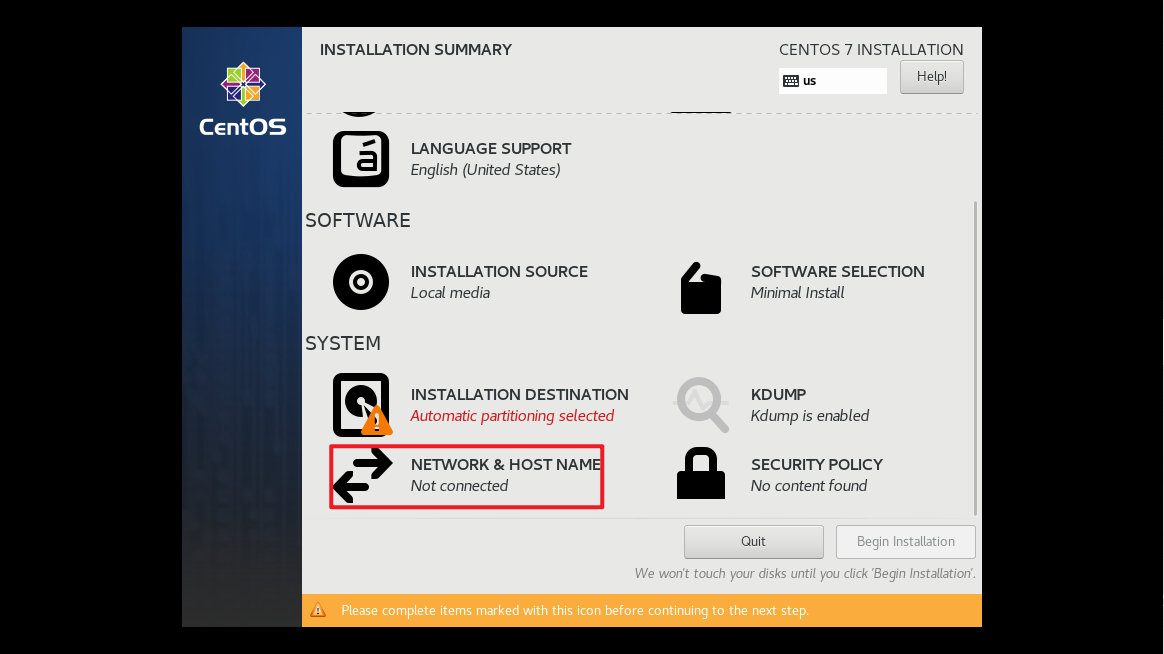 INSTALLATION SUMMARY
CENTOS 7 INSTALLATION
us
Help!
CentOS
á
LANGUAGE SUPPORT
English (United States)
SOFTWARE
INSTALLATION SOURCE
Local media
SOFTWARE SELECTION
Minimal Install
SYSTEM
INSTALLATION DESTINATION
Automatic partitioning selected
KDUMP
Kdump is enabled
NETWORK & HOST NAME
Not connected
SECURITY POLICY
No content found
Quit
Begin Installation
We won't touch your disks until you click 'Begin Installation'.
Please complete items marked with this icon before continuing to the next step.